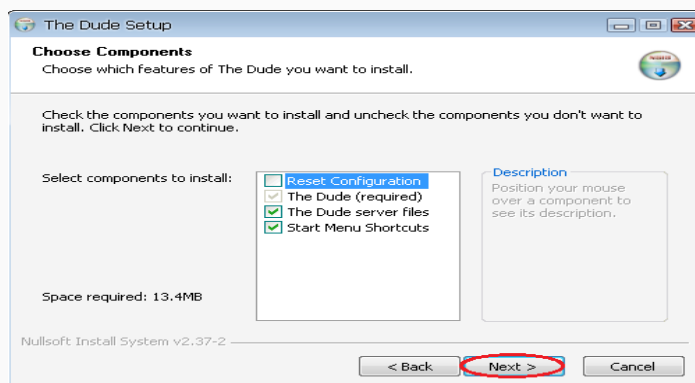 The Dude Setup
Choose Components
Choose which features of The Dude you want to install.
Check the components you want to install and uncheck the components you don't want to
install. Click Next to continue.
Select components to install:
Reset Configuration
The Dude (required)
The Dude server files
Start Menu Shortcuts
Description
Position your mouse
over a component to
see its description.
Space required: 13.4MB
Nullsoft Install System v2.37-2
< Back
Next >
Cancel